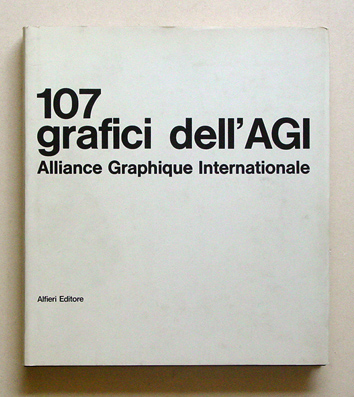 107
grafici dell'AGI
Alliance Graphique Internationale
Alfieri Editore